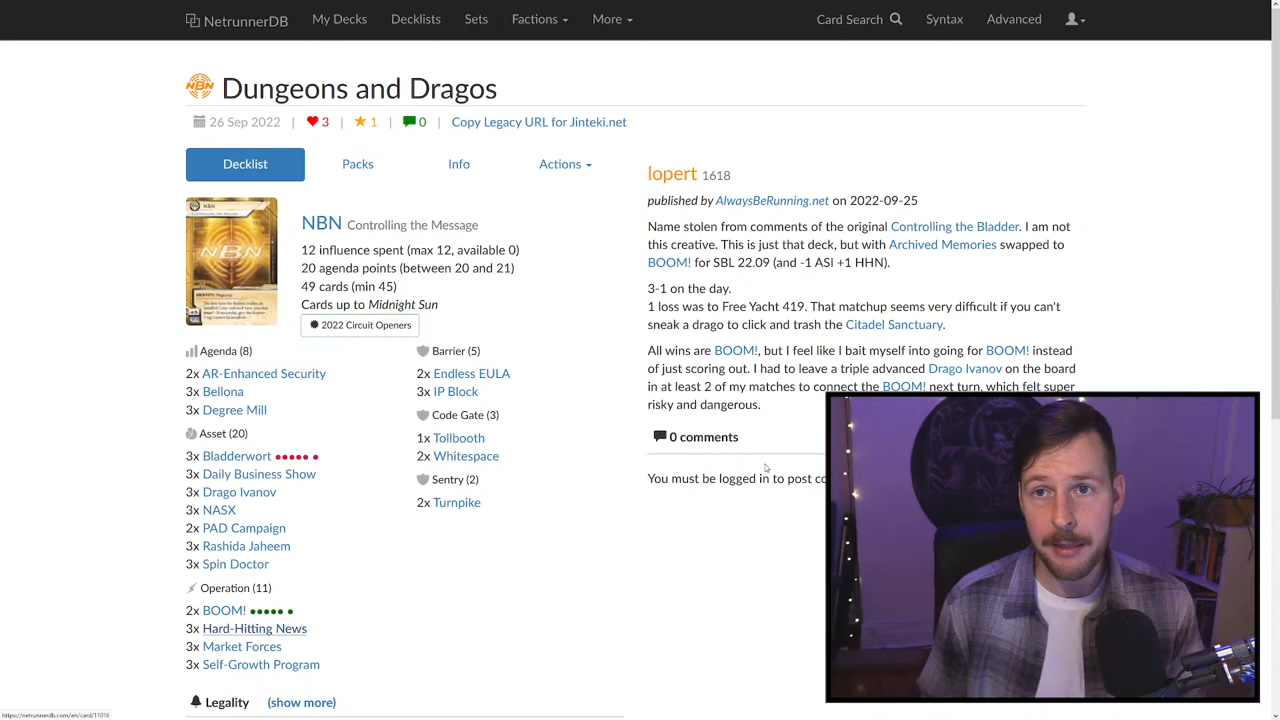 NetrunnerDB My Decks Decklists Sets Factions More Card Search Syntax Advanced
NBN Dungeons and Dragos
26 Sep 2022 | 3 | 1 | 0 | Copy Legacy URL for Jinteki.net
Decklist Packs Info Actions
NBN Controlling the Message
12 influence spent (max 12, available 0)
20 agenda points (between 20 and 21)
49 cards (min 45)
Cards up to Midnight Sun
2022 Circuit Openers
NBN
Agenda (8)
2x AR-Enhanced Security
3x Bellona
3x Degree Mill
Asset (20)
3x Bladderwort
3x Daily Business Show
3x Drago Ivanov
3x NASX
2x PAD Campaign
3x Rashida Jaheem
3x Spin Doctor
Operation (11)
2x BOOM!
3x Hard-Hitting News
3x Market Forces
3x Self-Growth Program
Barrier (5)
2x Endless EULA
3x IP Block
Code Gate (3)
1x Tollbooth
2x Whitespace
Sentry (2)
2x Turnpike
Legality (show more)
lopert 1618
published by AlwaysBeRunning.net on 2022-09-25
Name stolen from comments of the original Controlling the Bladder. I am not
this creative. This is just that deck, but with Archived Memories swapped to
BOOM! for SBL 22.09 (and -1 ASI +1 HHN).
3-1 on the day.
1 loss was to Free Yacht 419. That matchup seems very difficult if you can't
sneak a drago to click and trash the Citadel Sanctuary.
All wins are BOOM!, but I feel like I bait myself into going for BOOM! instead
of just scoring out. I had to leave a triple advanced Drago Ivanov on the board
in at least 2 of my matches to connect the BOOM! next turn, which felt super
risky and dangerous.
0 comments
You must be logged in to post co
https://netrunnerdb.com/en/card/11016